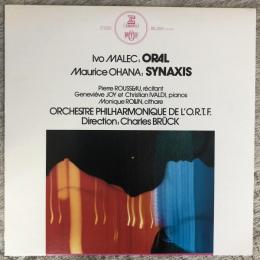 Ivo MALEC: ORAL
Maurice OHANA: SYNAXIS
Pierre ROUSSEAU, récitant
Geneviève JOY et Christian IVALDI, pianos
Monique ROLLIN, cithare
ORCHESTRE PHILHARMONIQUE DE L'O.R.T.F.
Direction: Charles BRÜCK